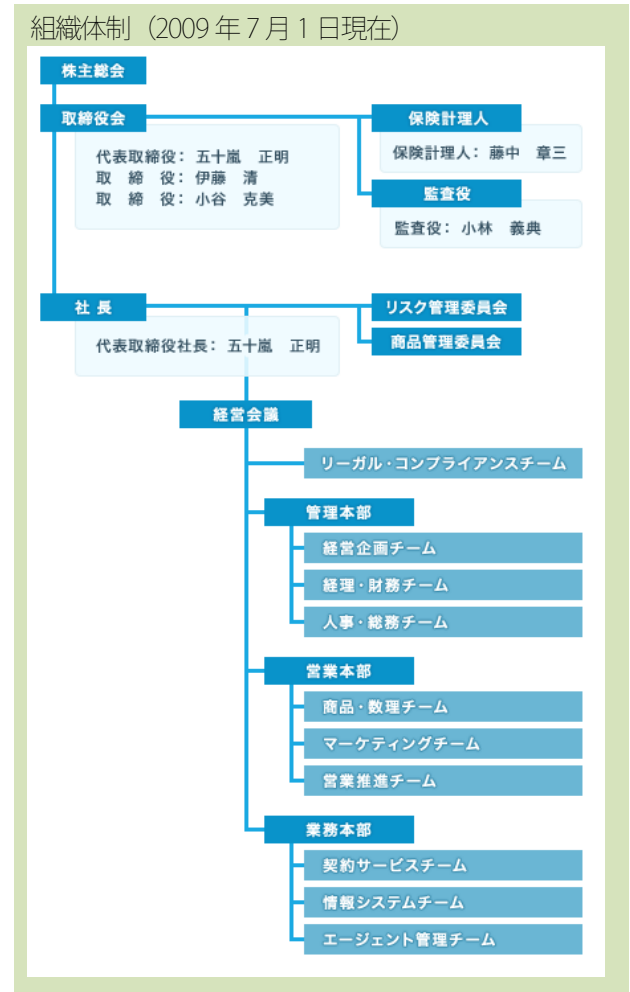 組織体制（2009年7月1日現在）
株主総会
取締役会
代表取締役： 五十嵐　正明
取　締　役： 伊藤　清
取　締　役： 小谷　克美
保険計理人
保険計理人： 藤中　章三
監査役
監査役： 小林　義典
社 長
代表取締役社長： 五十嵐　正明
リスク管理委員会
商品管理委員会
経営会議
リーガル・コンプライアンスチーム
管理本部
経営企画チーム
経理・財務チーム
人事・総務チーム
営業本部
商品・数理チーム
マーケティングチーム
営業推進チーム
業務本部
契約サービスチーム
情報システムチーム
エージェント管理チーム